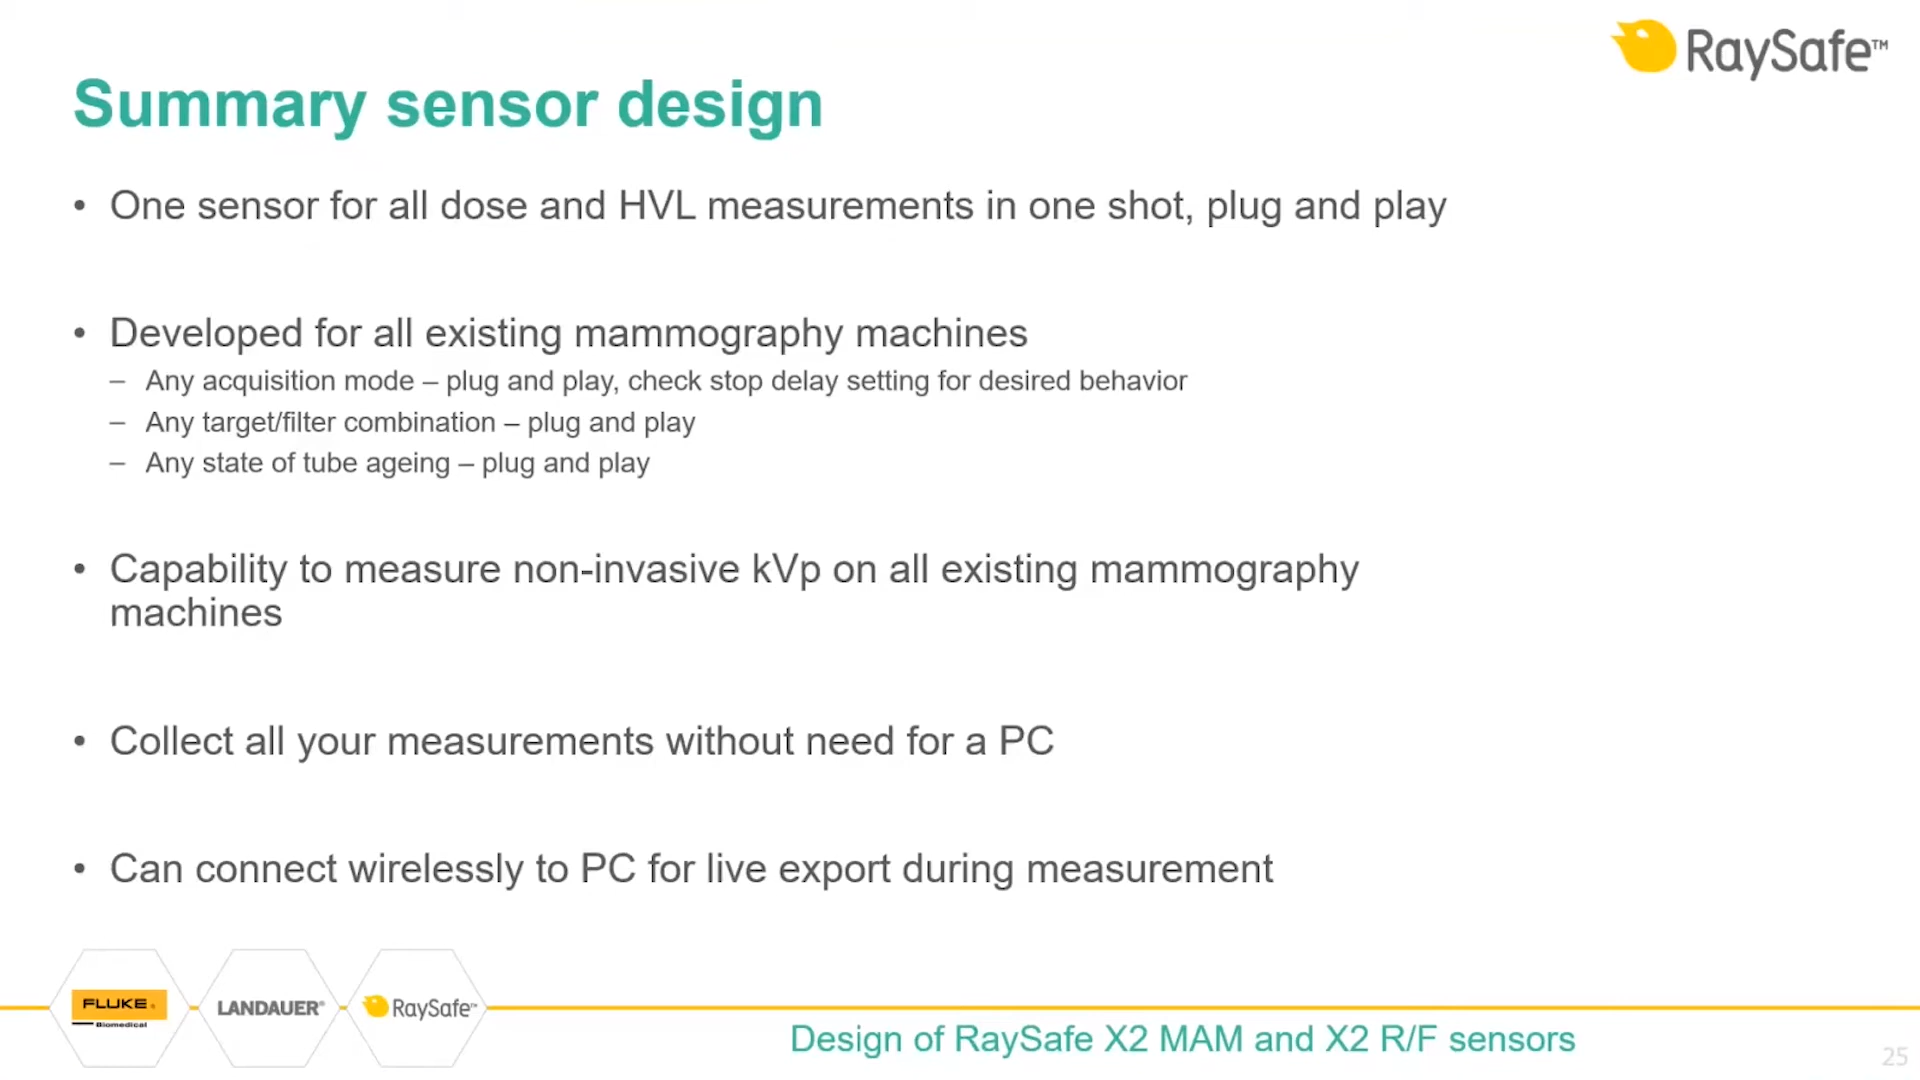 RaySafe™
Summary sensor design
• One sensor for all dose and HVL measurements in one shot, plug and play
• Developed for all existing mammography machines
– Any acquisition mode – plug and play, check stop delay setting for desired behavior
– Any target/filter combination – plug and play
– Any state of tube ageing – plug and play
• Capability to measure non-invasive kVp on all existing mammography
machines
• Collect all your measurements without need for a PC
• Can connect wirelessly to PC for live export during measurement
FLUKE®
Biomedical
LANDAUER®
RaySafe™
Design of RaySafe X2 MAM and X2 R/F sensors
25